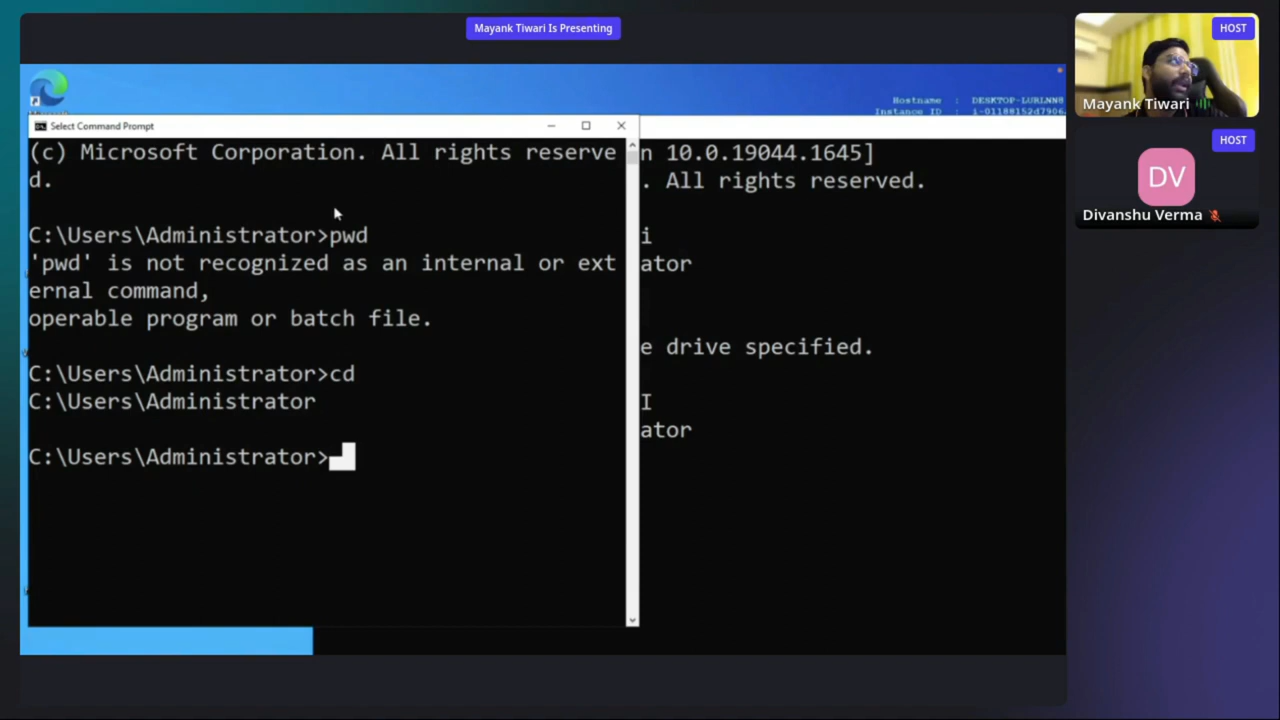 Mayank Tiwari Is Presenting
HOST
Mayank Tiwari
HOST
DV
Divanshu Verma
Hostname : DESKTOP-LURLNN8
Instance ID : i-01188152d7906
Select Command Prompt
(c) Microsoft Corporation. All rights reserve
d.
C:\Users\Administrator>pwd
'pwd' is not recognized as an internal or ext
ernal command,
operable program or batch file.
C:\Users\Administrator>cd
C:\Users\Administrator
C:\Users\Administrator>
n 10.0.19044.1645]
. All rights reserved.
i
ator
e drive specified.
I
ator